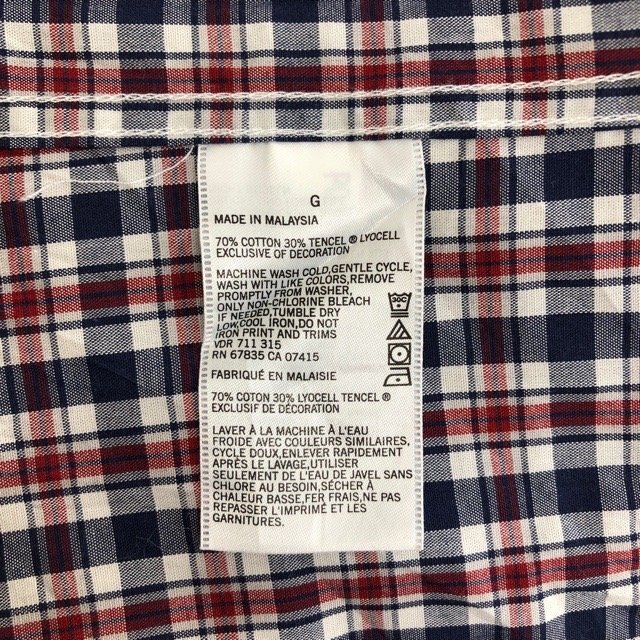 G
MADE IN MALAYSIA
70% COTTON 30% TENCEL ® LYOCELL
EXCLUSIVE OF DECORATION
MACHINE WASH COLD,GENTLE CYCLE,
WASH WITH LIKE COLORS,REMOVE
PROMPTLY FROM WASHER
ONLY NON-CHLORINE BLEACH
IF NEEDED,TUMBLE DRY
LOW,COOL IRON,DO NOT
IRON PRINT AND TRIMS
VDR 711 315
RN 67835 CA 07415
FABRIQUÉ EN MALAISIE
70% COTON 30% LYOCELL TENCEL ®
EXCLUSIF DE DÉCORATION
LAVER À LA MACHINE À L'EAU
FROIDE AVEC COULEURS SIMILAIRES,
CYCLE DOUX,ENLEVER RAPIDEMENT
APRÈS LE LAVAGE,UTILISER
SEULEMENT DE L'EAU DE JAVEL SANS
CHLORE AU BESOIN,SÉCHER À
CHALEUR BASSE,FER FRAIS,NE PAS
REPASSER L'IMPRIMÉ ET LES
GARNITURES.